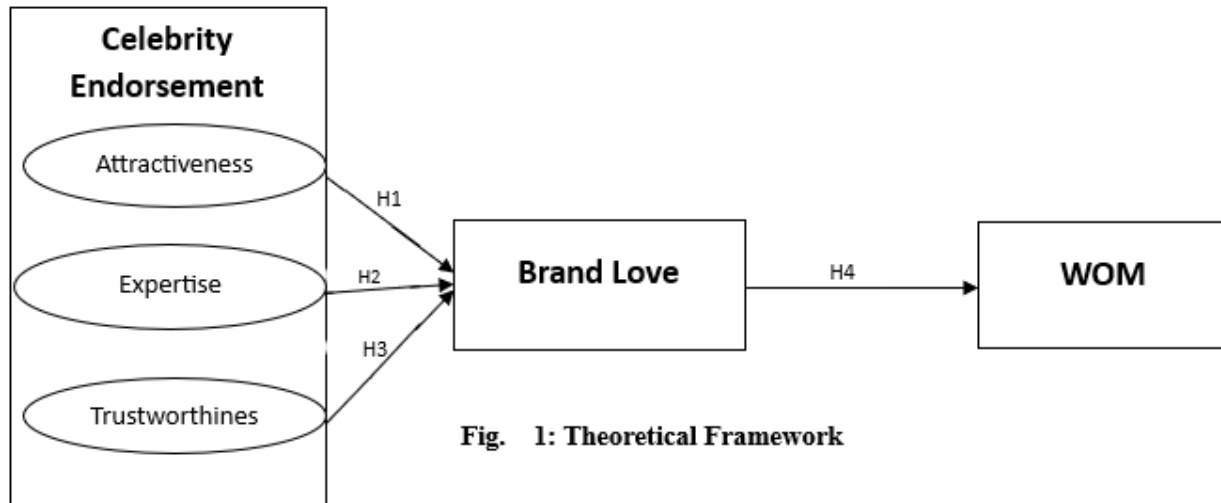 Celebrity
Endorsement
Attractiveness
H1
Expertise
H2
Brand Love
H4
WOM
H3
Trustworthines
Fig. 1: Theoretical Framework